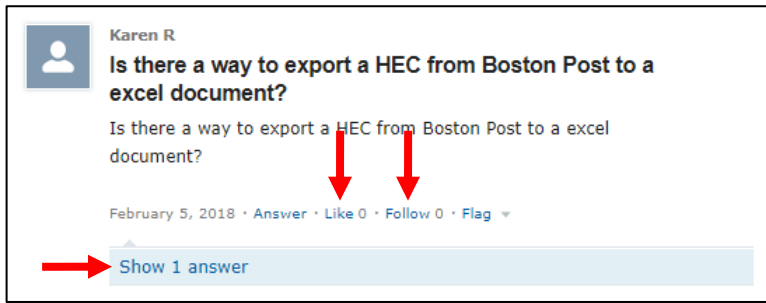 Karen R
Is there a way to export a HEC from Boston Post to a
excel document?
Is there a way to export a HEC from Boston Post to a excel
document?
February 5, 2018 · Answer · Like 0 · Follow 0 · Flag
Show 1 answer